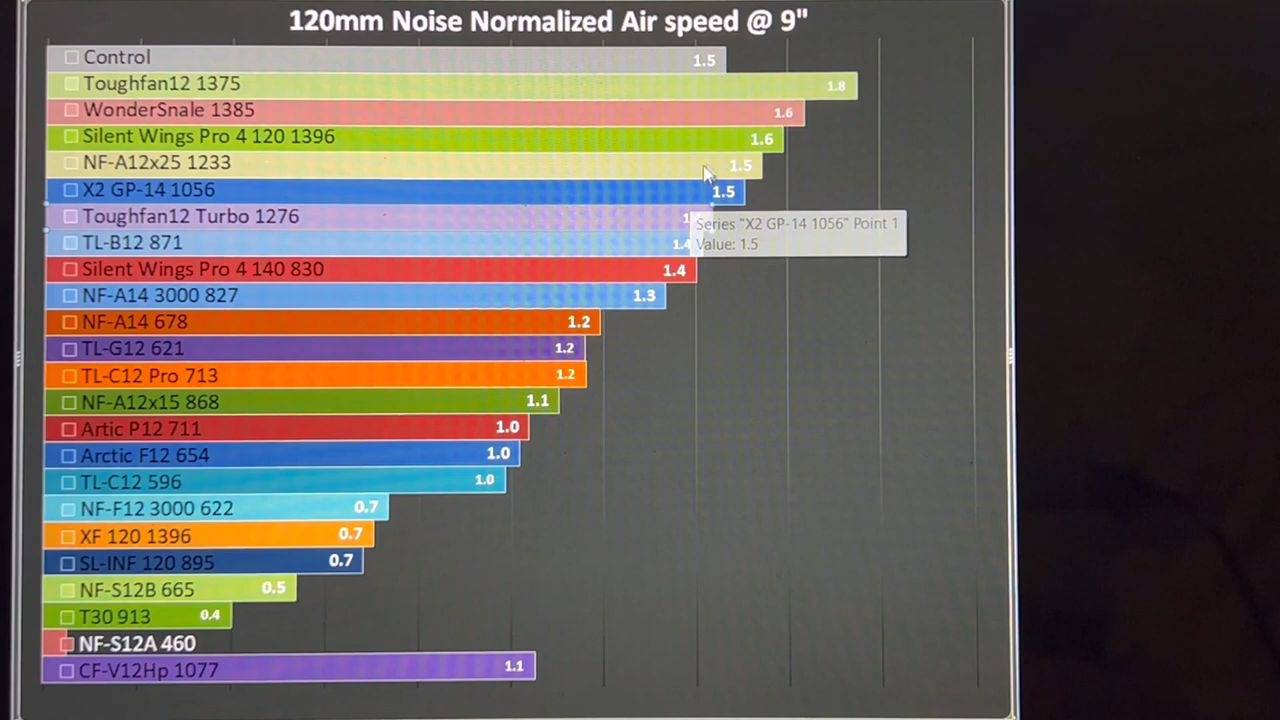 120mm Noise Normalized Air speed @ 9"
Control 1.5
Toughfan12 1375 1.8
WonderSnale 1385 1.6
Silent Wings Pro 4 120 1396 1.6
NF-A12x25 1233 1.5
X2 GP-14 1056 1.5
Toughfan12 Turbo 1276
Series "X2 GP-14 1056" Point 1
TL-B12 871 1.4
Value: 1.5
Silent Wings Pro 4 140 830 1.4
NF-A14 3000 827 1.3
NF-A14 678 1.2
TL-G12 621 1.2
TL-C12 Pro 713 1.2
NF-A12x15 868 1.1
Artic P12 711 1.0
Arctic F12 654 1.0
TL-C12 596 1.0
NF-F12 3000 622 0.7
XF 120 1396 0.7
SL-INF 120 895 0.7
NF-S12B 665 0.5
T30 913 0.4
NF-S12A 460
CF-V12Hp 1077 1.1